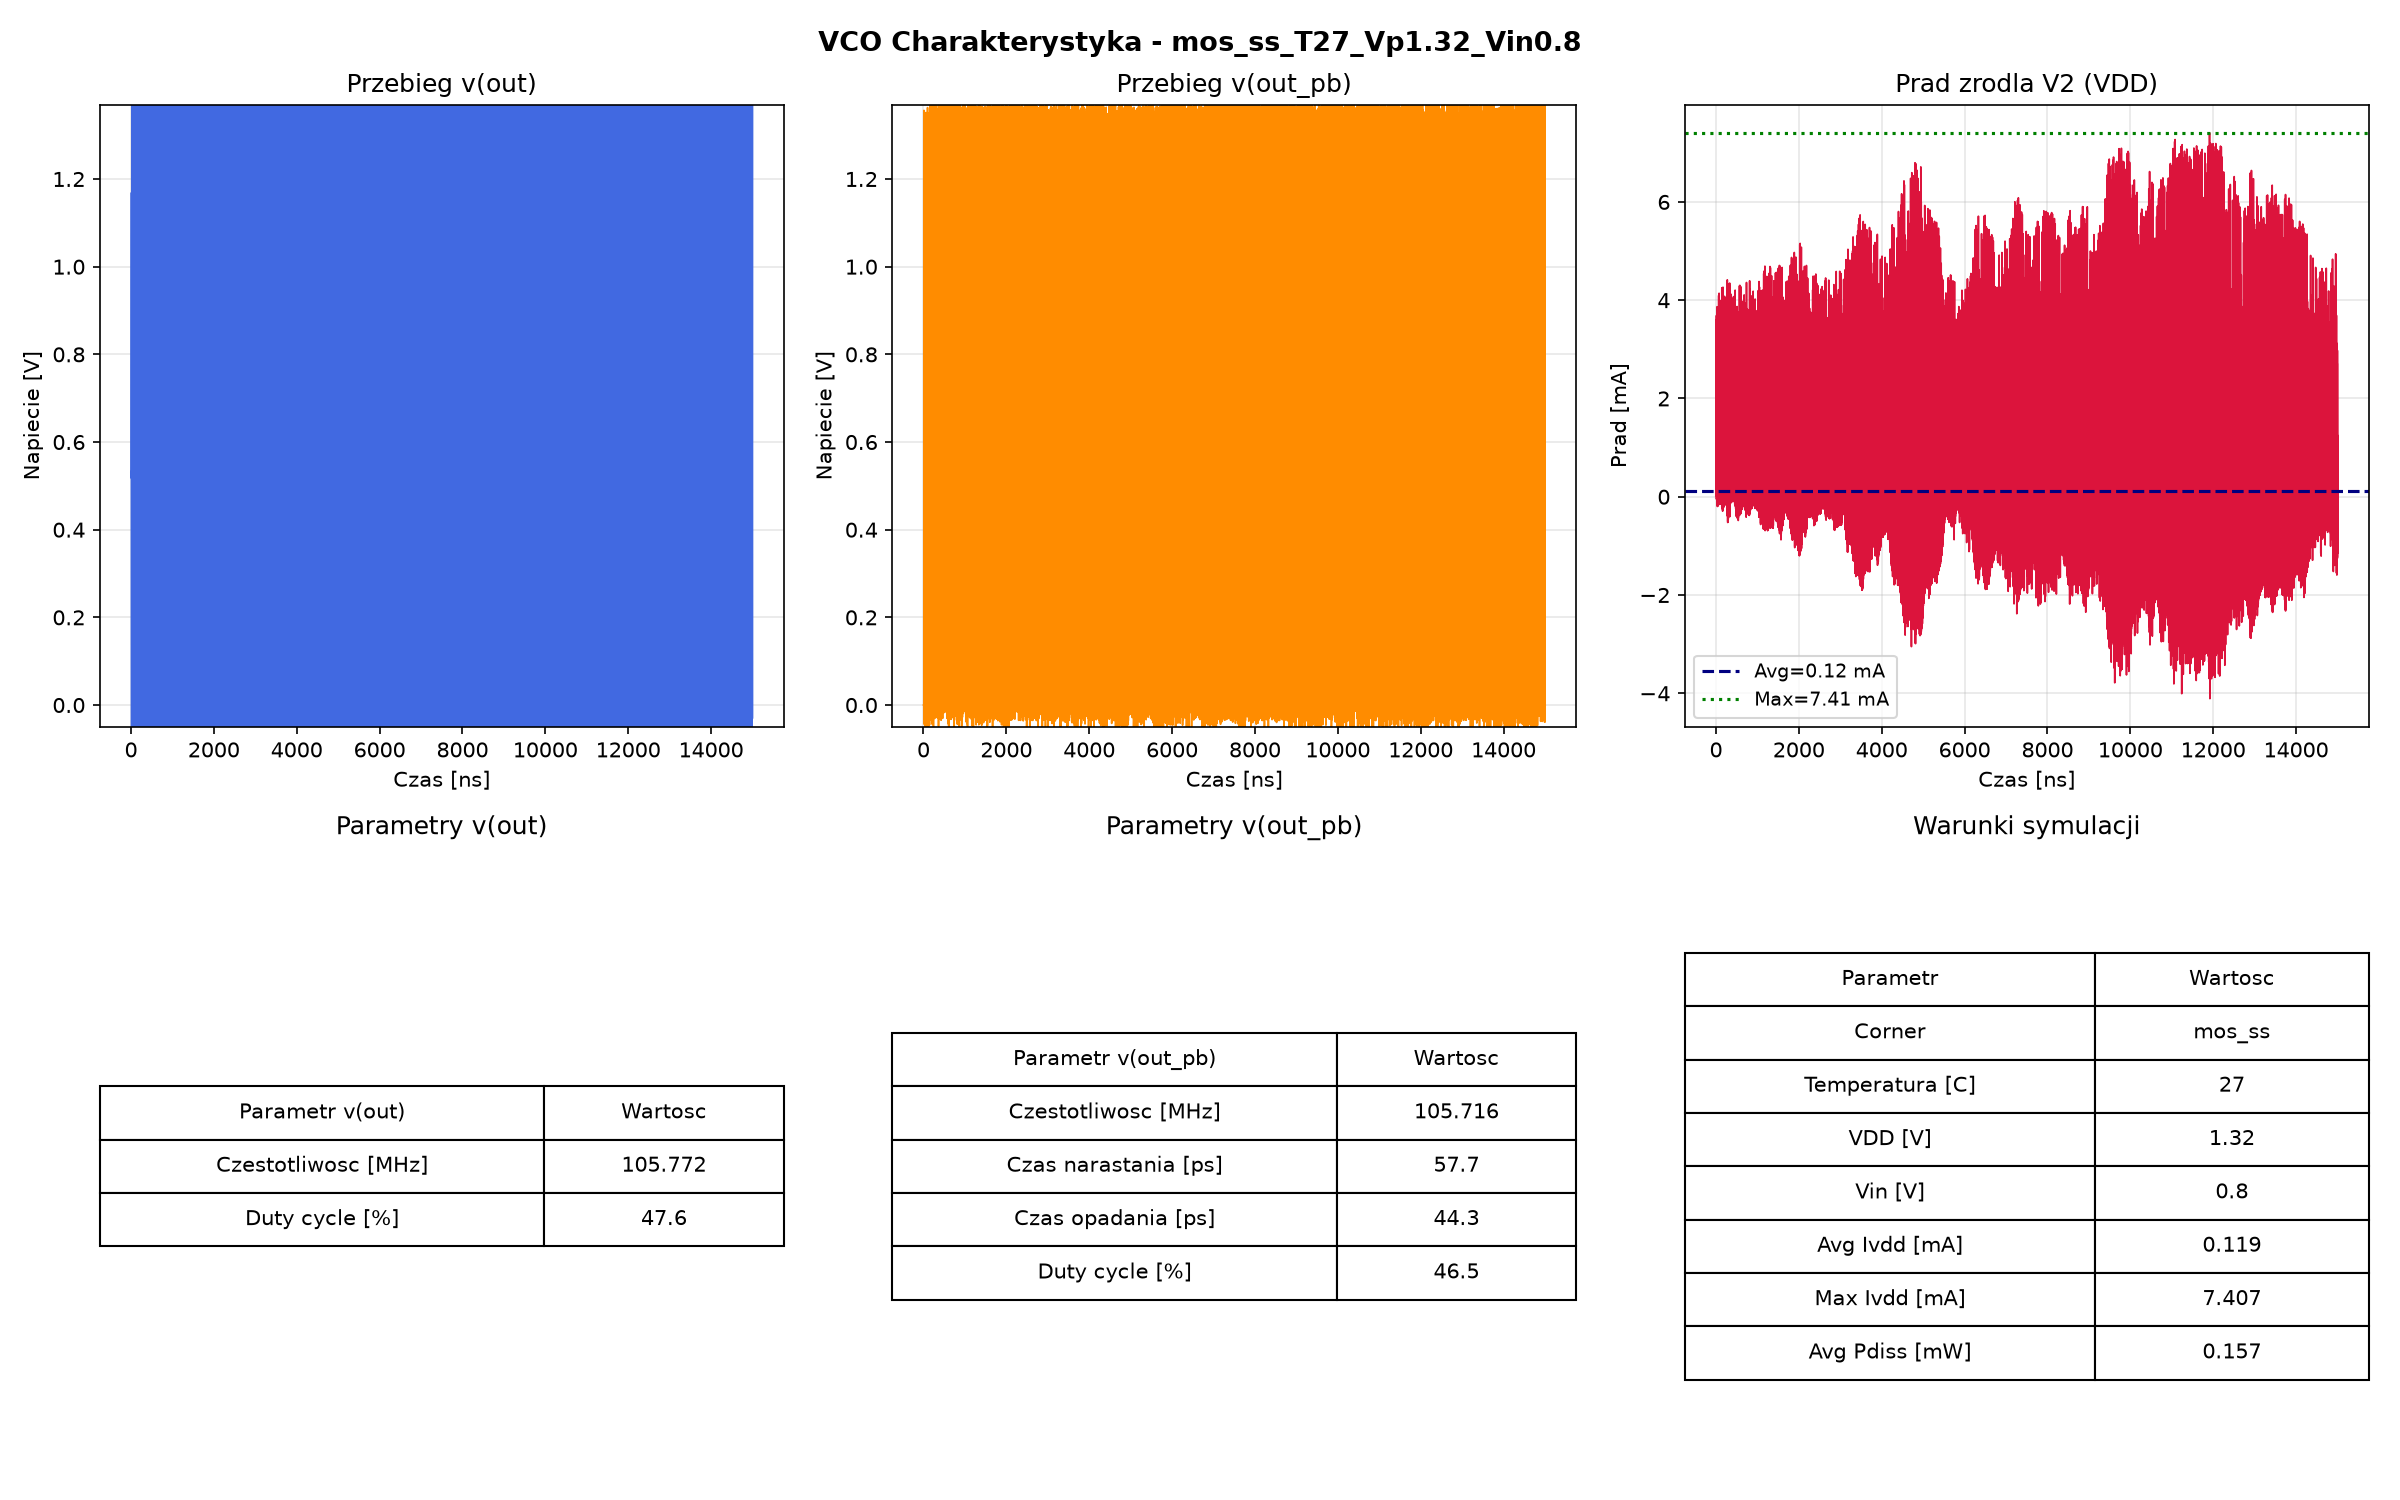 VCO Charakterystyka - mos_ss_T27_Vp1.32_Vin0.8
Przebieg v(out)
Napiecie [V]
1.2
1.0
0.8
0.6
0.4
0.2
0.0
0 2000 4000 6000 8000 10000 12000 14000
Czas [ns]
Przebieg v(out_pb)
Napiecie [V]
1.2
1.0
0.8
0.6
0.4
0.2
0.0
0 2000 4000 6000 8000 10000 12000 14000
Czas [ns]
Prad zrodla V2 (VDD)
Prad [mA]
6
4
2
0
−2
−4
Avg=0.12 mA
Max=7.41 mA
0 2000 4000 6000 8000 10000 12000 14000
Czas [ns]
Parametry v(out)
Parametr v(out) Wartosc
Czestotliwosc [MHz] 105.772
Duty cycle [%] 47.6
Parametry v(out_pb)
Parametr v(out_pb) Wartosc
Czestotliwosc [MHz] 105.716
Czas narastania [ps] 57.7
Czas opadania [ps] 44.3
Duty cycle [%] 46.5
Warunki symulacji
Parametr Wartosc
Corner mos_ss
Temperatura [C] 27
VDD [V] 1.32
Vin [V] 0.8
Avg Ivdd [mA] 0.119
Max Ivdd [mA] 7.407
Avg Pdiss [mW] 0.157